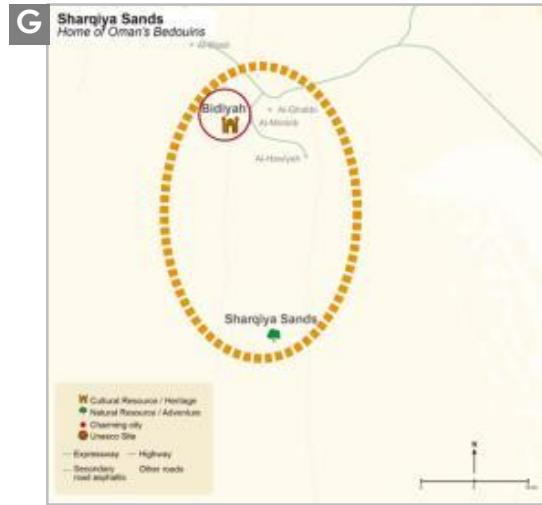 G
Sharqiya Sands
Home of Oman's Bedouins
Bidiyah
Al-Ghabbi
Al-Mintirib
Al-Hawiyah
Sharqiya Sands
Cultural Resource / Heritage
Natural Resource / Adventure
Charming city
Unesco Site
Expressway
Highway
Secondary
road asphaltic
Other roads
N